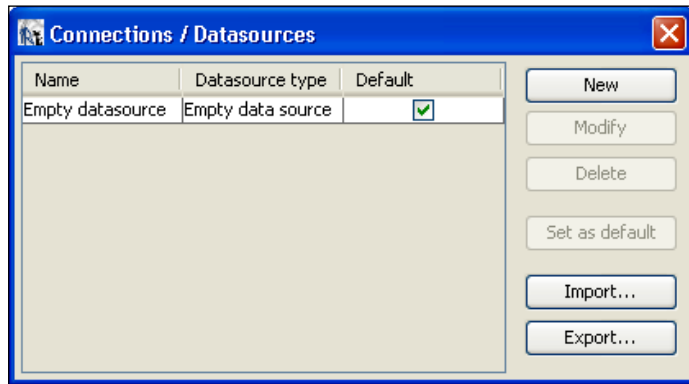 Connections / Datasources
Name Datasource type Default
Empty datasource Empty data source
New
Modify
Delete
Set as default
Import...
Export...